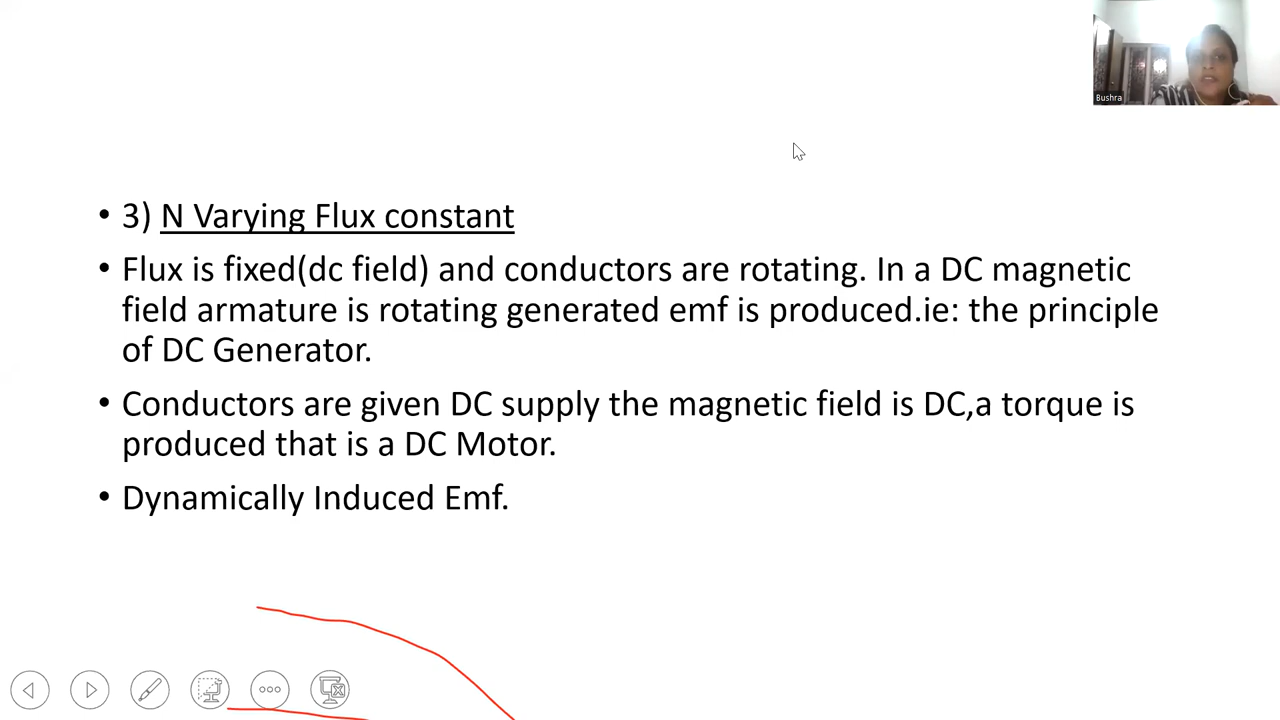 Bushra
• 3) N Varying Flux constant
• Flux is fixed(dc field) and conductors are rotating. In a DC magnetic
field armature is rotating generated emf is produced.ie: the principle
of DC Generator.
• Conductors are given DC supply the magnetic field is DC,a torque is
produced that is a DC Motor.
• Dynamically Induced Emf.